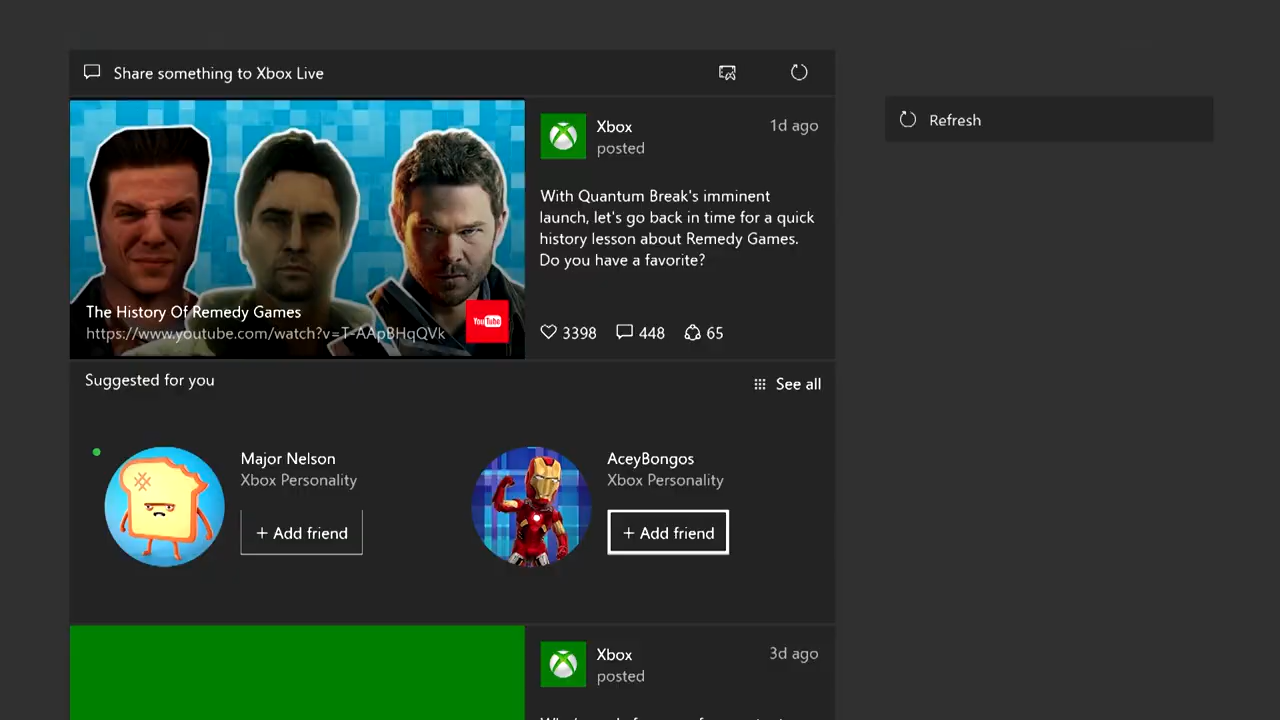 Share something to Xbox Live
Refresh
Xbox
1d ago
posted
With Quantum Break's imminent
launch, let's go back in time for a quick
history lesson about Remedy Games.
Do you have a favorite?
The History Of Remedy Games
https://www.youtube.com/watch?v=T-AApBHqQVk
YouTube
3398
448
65
Suggested for you
See all
Major Nelson
Xbox Personality
+ Add friend
AceyBongos
Xbox Personality
+ Add friend
Xbox
3d ago
posted